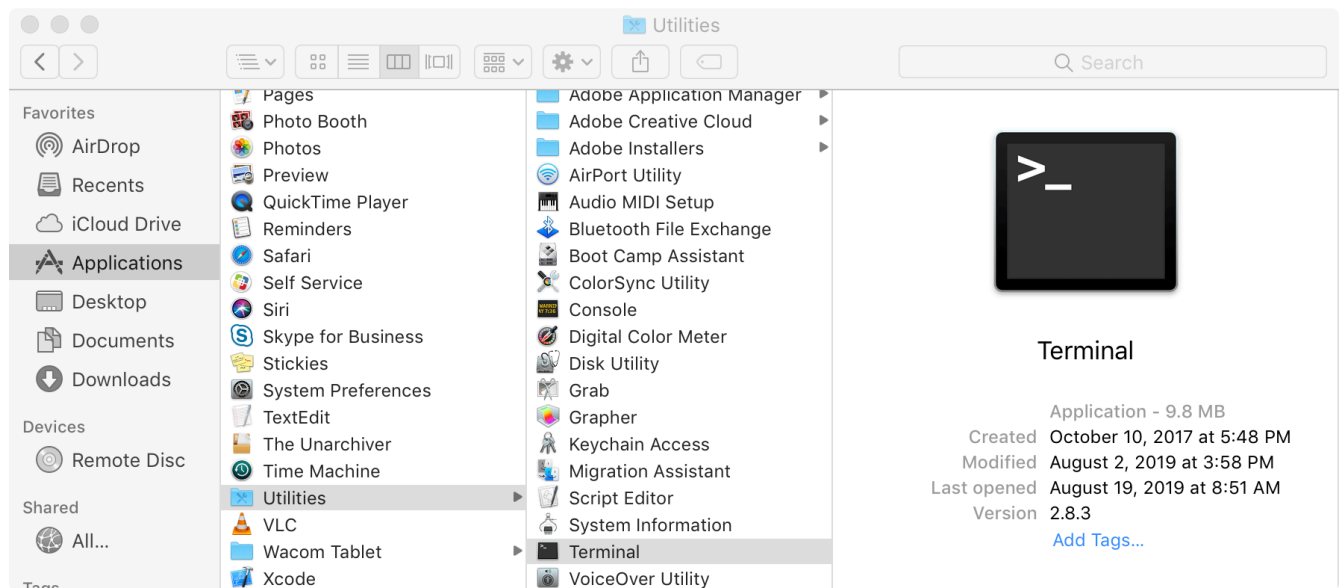 Utilities
Search
Favorites
AirDrop
Recents
iCloud Drive
Applications
Desktop
Documents
Downloads
Devices
Remote Disc
Shared
All...
Tags
Pages
Photo Booth
Photos
Preview
QuickTime Player
Reminders
Safari
Self Service
Siri
Skype for Business
Stickies
System Preferences
TextEdit
The Unarchiver
Time Machine
Utilities
VLC
Wacom Tablet
Xcode
Adobe Application Manager
Adobe Creative Cloud
Adobe Installers
AirPort Utility
Audio MIDI Setup
Bluetooth File Exchange
Boot Camp Assistant
ColorSync Utility
Console
Digital Color Meter
Disk Utility
Grab
Grapher
Keychain Access
Migration Assistant
Script Editor
System Information
Terminal
VoiceOver Utility
>_
Terminal
Application - 9.8 MB
Created October 10, 2017 at 5:48 PM
Modified August 2, 2019 at 3:58 PM
Last opened August 19, 2019 at 8:51 AM
Version 2.8.3
Add Tags...